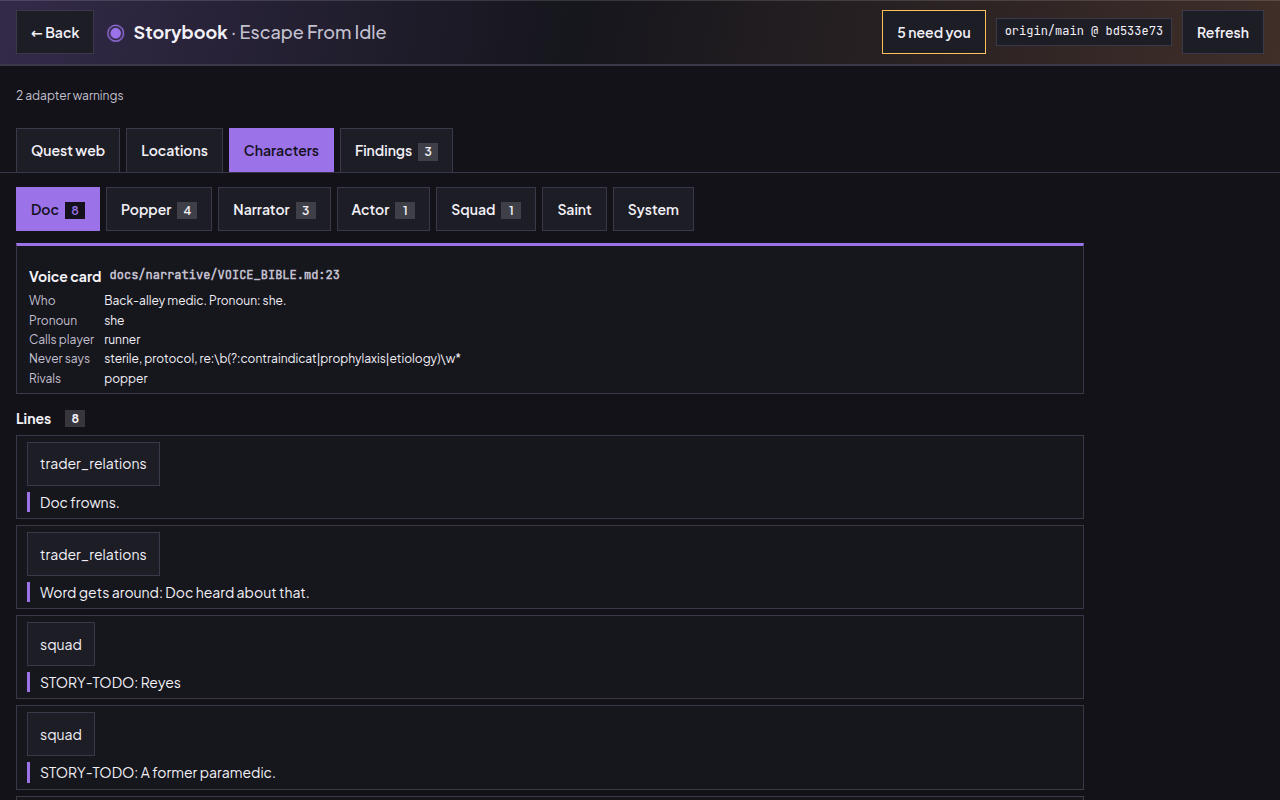 ← Back
Storybook · Escape From Idle
5 need you
origin/main @ bd533e73
Refresh
2 adapter warnings
Quest web
Locations
Characters
Findings 3
Doc 8
Popper 4
Narrator 3
Actor 1
Squad 1
Saint
System
Voice card docs/narrative/VOICE_BIBLE.md:23
Who Back-alley medic. Pronoun: she.
Pronoun she
Calls player runner
Never says sterile, protocol, re:\b(?:contraindicat|prophylaxis|etiology)\w*
Rivals popper
Lines 8
trader_relations
Doc frowns.
trader_relations
Word gets around: Doc heard about that.
squad
STORY-TODO: Reyes
squad
STORY-TODO: A former paramedic.